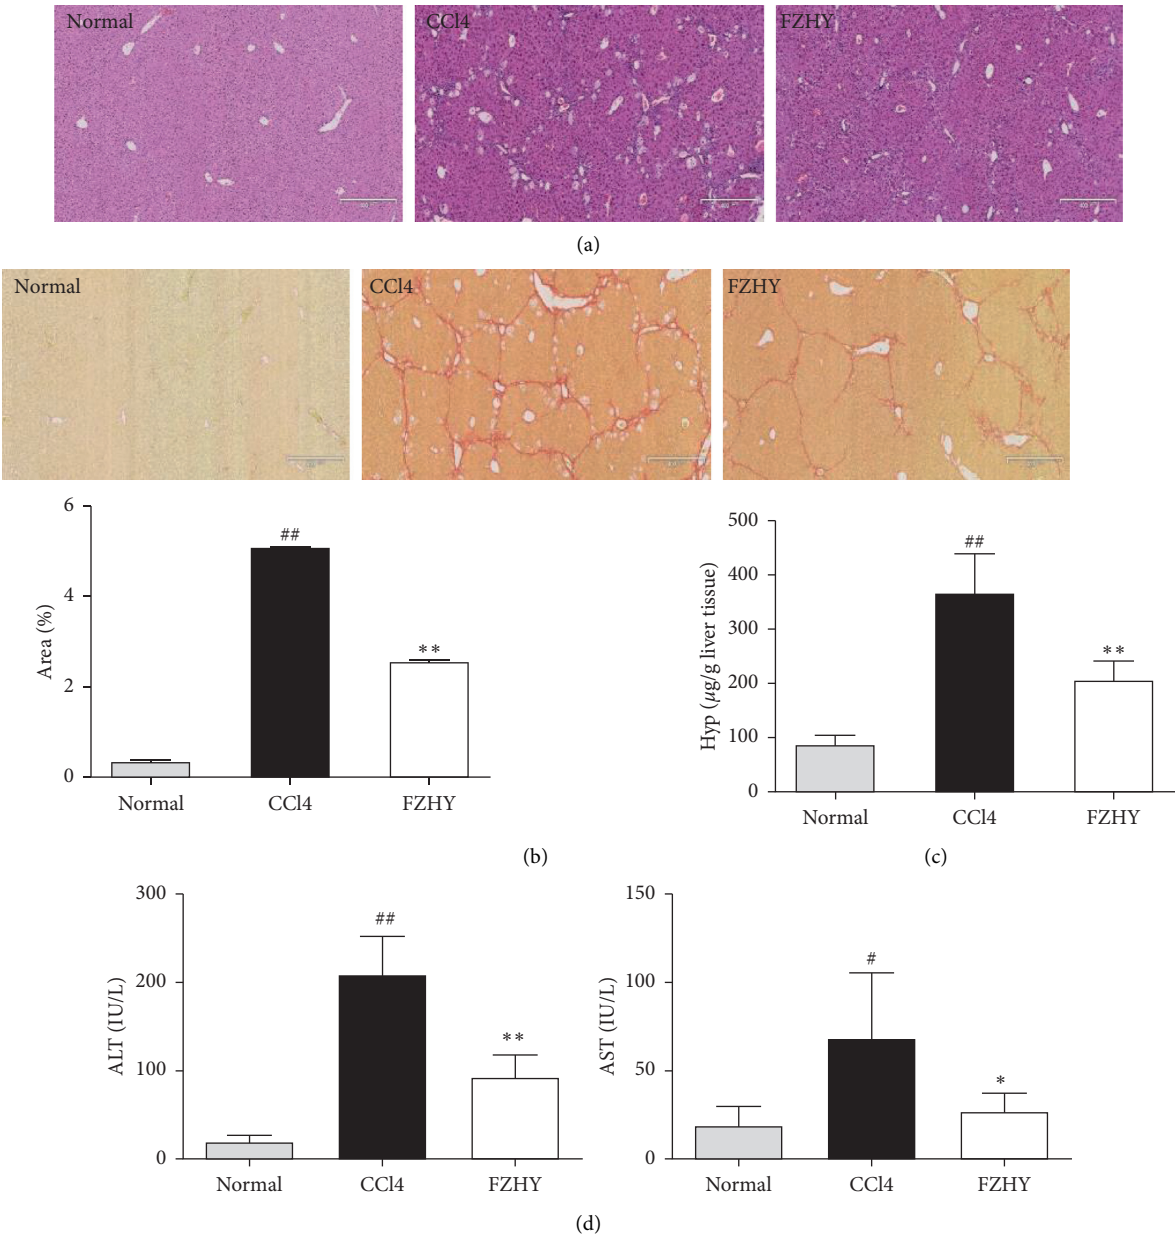 Normal
CCl4
FZHY
(a)
Normal
CCl4
FZHY
Area (%)
6
4
2
0
##
**
Normal
CCl4
FZHY
(b)
Hyp (µg/g liver tissue)
500
400
300
200
100
0
##
**
Normal
CCl4
FZHY
(c)
ALT (IU/L)
300
200
100
0
##
**
Normal
CCl4
FZHY
AST (IU/L)
150
100
50
0
#
*
Normal
CCl4
FZHY
(d)